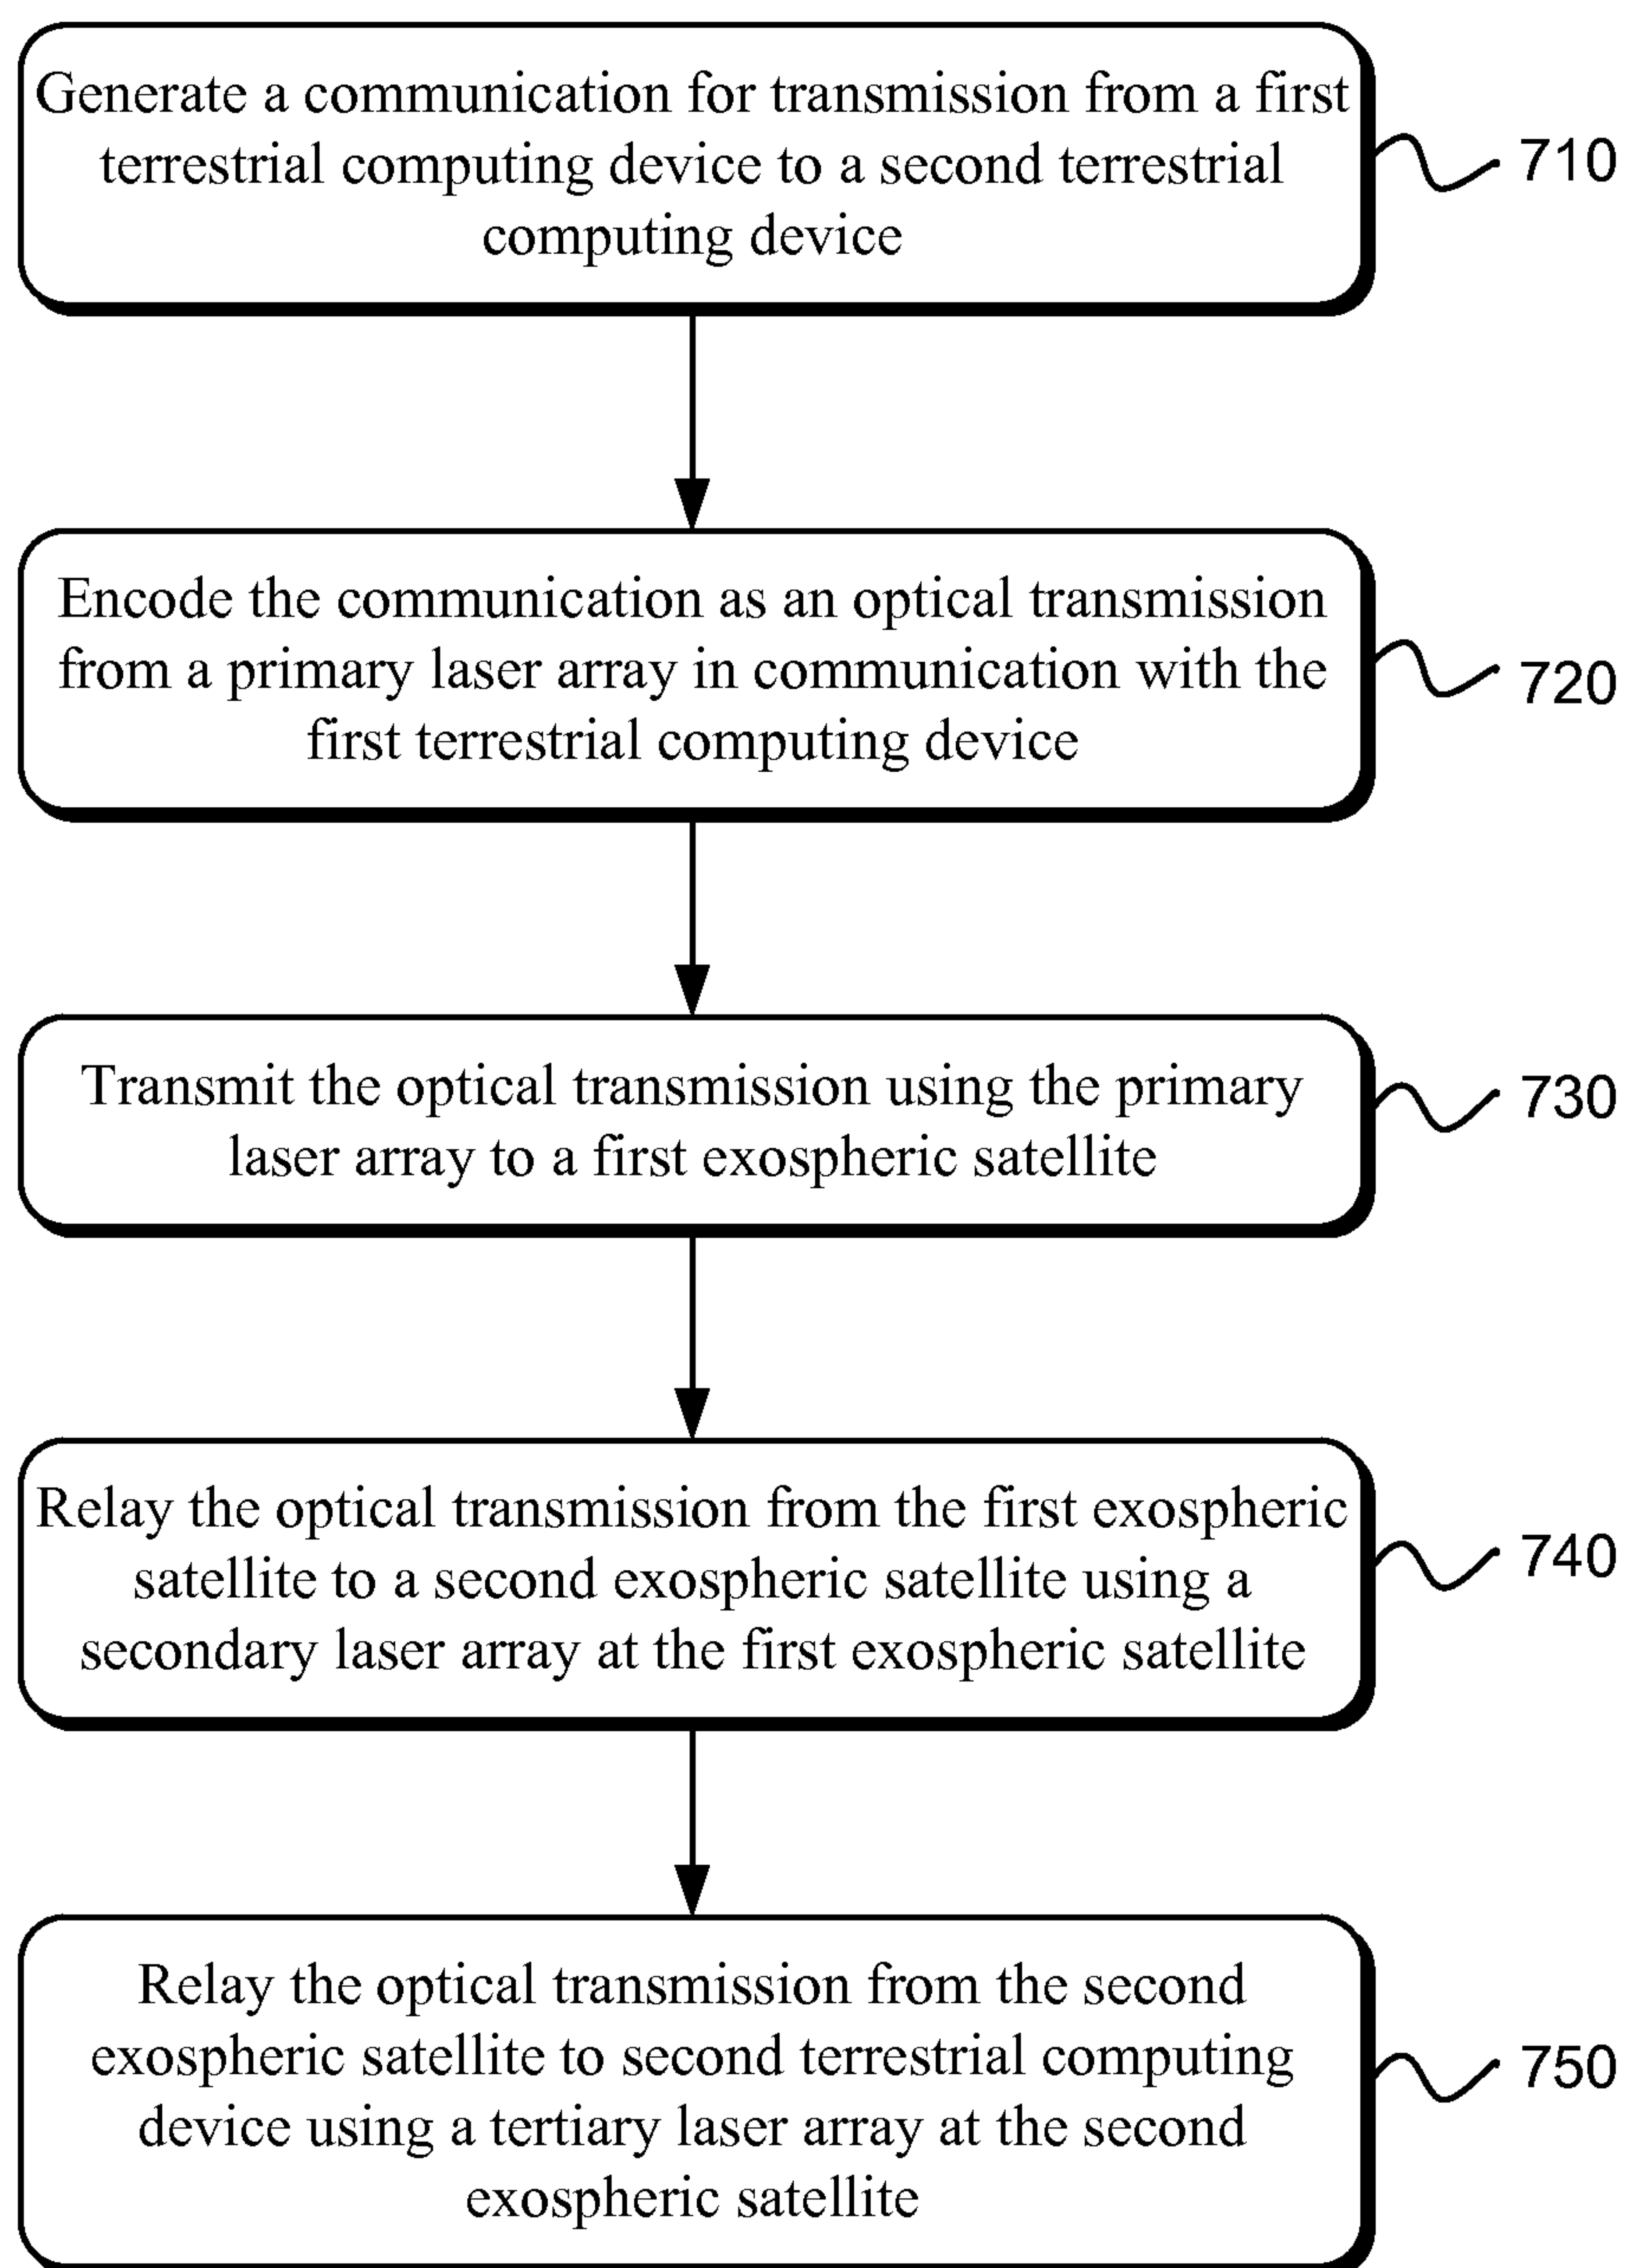 Generate a communication for transmission from a first
terrestrial computing device to a second terrestrial
computing device
710
Encode the communication as an optical transmission
from a primary laser array in communication with the
first terrestrial computing device
720
Transmit the optical transmission using the primary
laser array to a first exospheric satellite
730
Relay the optical transmission from the first exospheric
satellite to a second exospheric satellite using a
secondary laser array at the first exospheric satellite
740
Relay the optical transmission from the second
exospheric satellite to second terrestrial computing
device using a tertiary laser array at the second
exospheric satellite
750